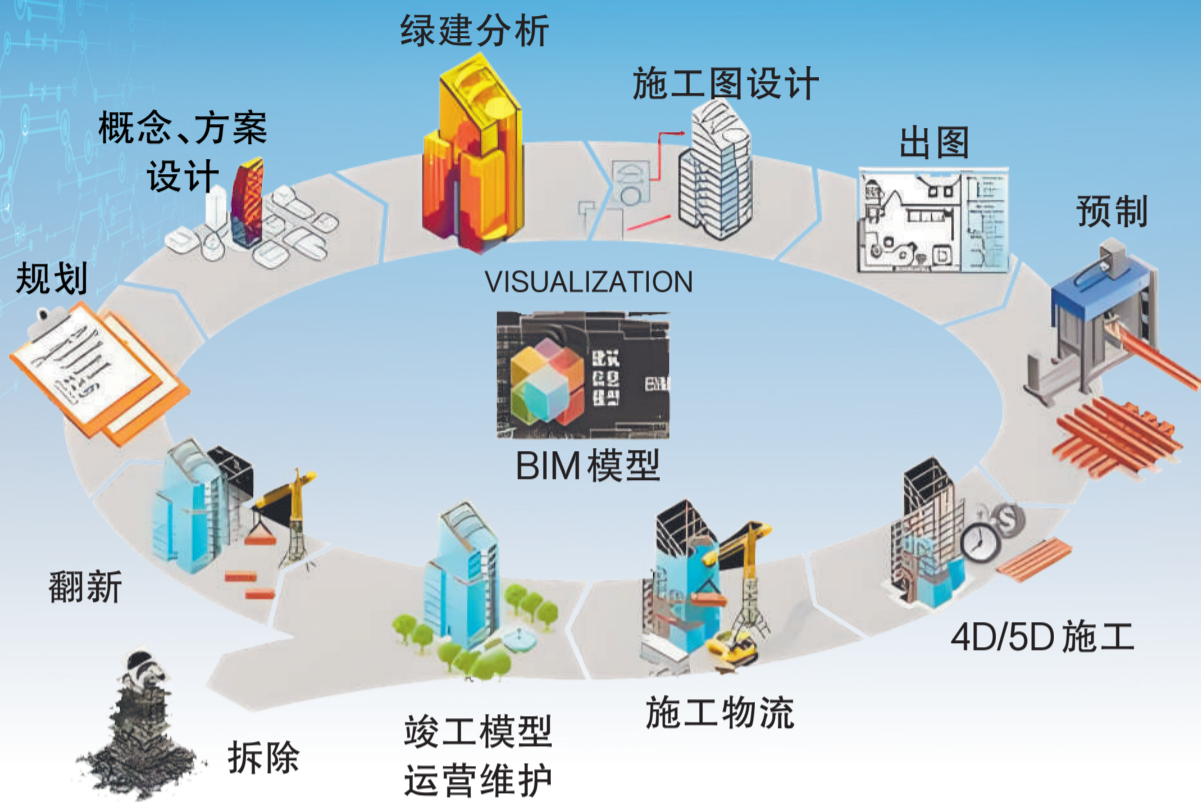 绿建分析
施工图设计
概念、方案
设计
出图
预制
规划
VISUALIZATION
BIM模型
翻新
4D/5D施工
施工物流
竣工模型
运营维护
拆除